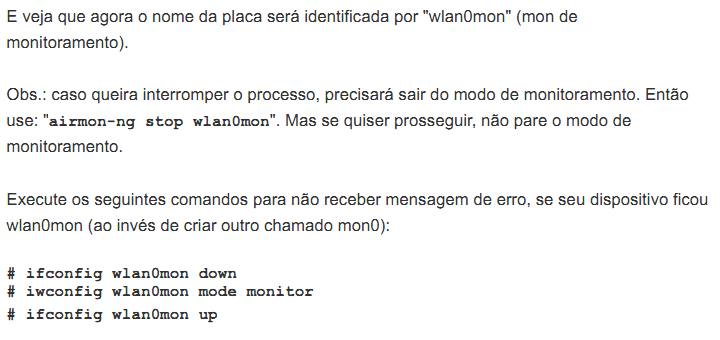 E veja que agora o nome da placa será identificada por "wlan0mon" (mon de
monitoramento).
Obs.: caso queira interromper o processo, precisará sair do modo de monitoramento. Então
use: "airmon-ng stop wlan0mon". Mas se quiser prosseguir, não pare o modo de
monitoramento.
Execute os seguintes comandos para não receber mensagem de erro, se seu dispositivo ficou
wlan0mon (ao invés de criar outro chamado mon0):
# ifconfig wlan0mon down
# iwconfig wlan0mon mode monitor
# ifconfig wlan0mon up